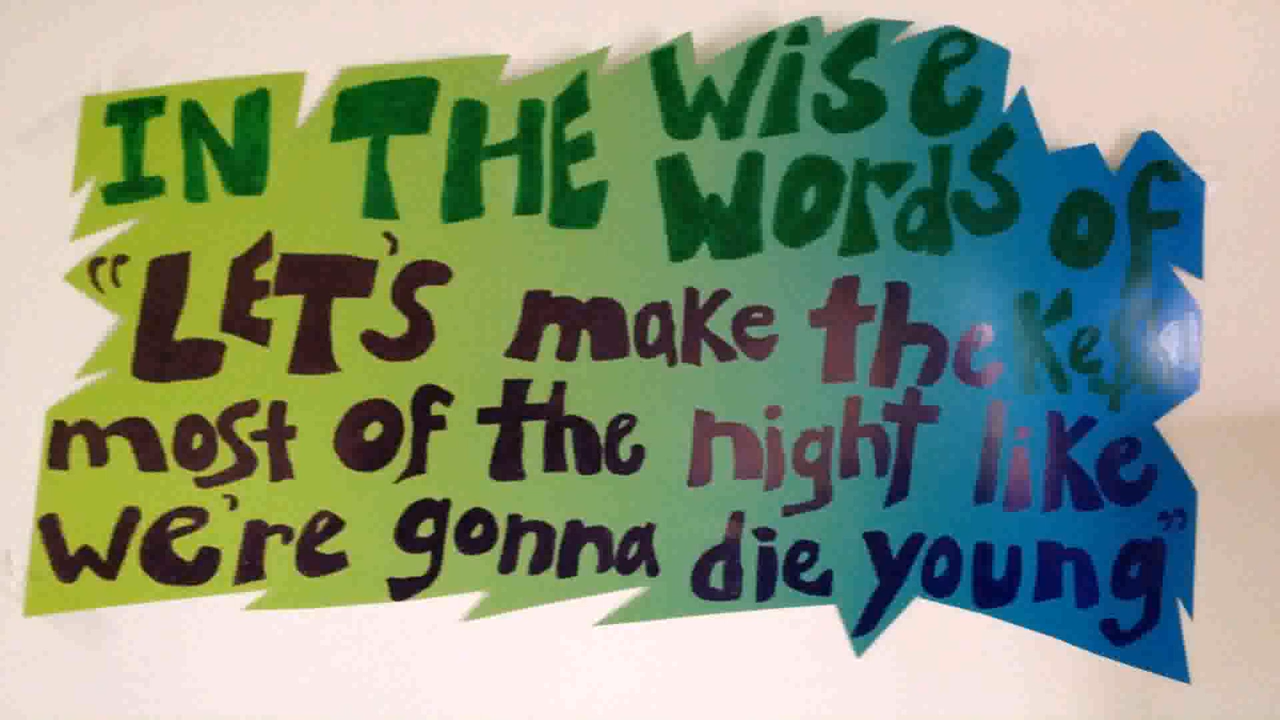 IN THE wise
words of
Ke$ha
"LET'S make the
most of the night like
we're gonna die young"